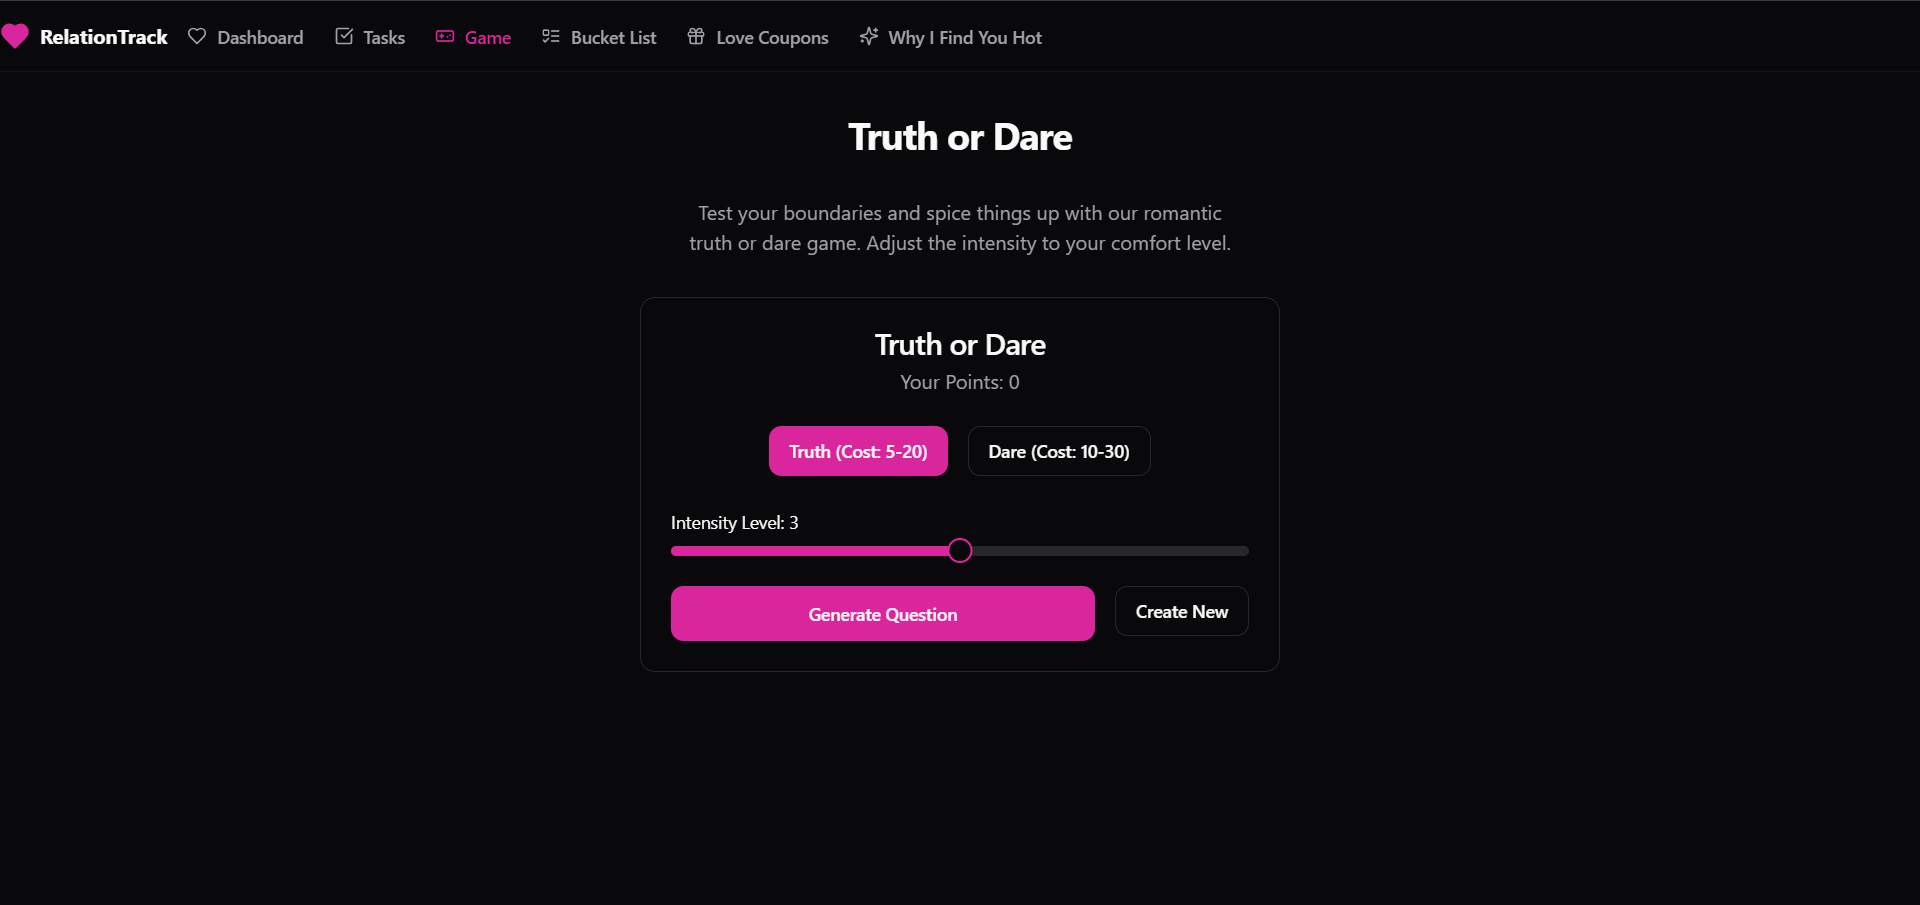 RelationTrack Dashboard Tasks Game Bucket List Love Coupons Why I Find You Hot
Truth or Dare
Test your boundaries and spice things up with our romantic
truth or dare game. Adjust the intensity to your comfort level.
Truth or Dare
Your Points: 0
Truth (Cost: 5-20) Dare (Cost: 10-30)
Intensity Level: 3
Generate Question Create New